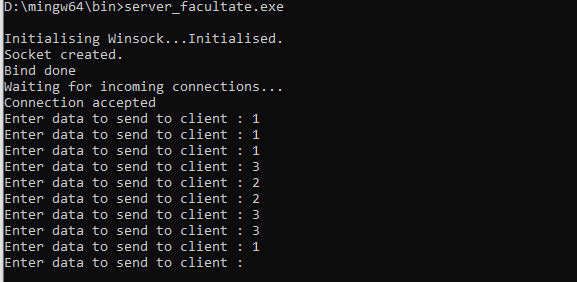 D:\mingw64\bin>server_facultate.exe
Initialising Winsock...Initialised.
Socket created.
Bind done
Waiting for incoming connections...
Connection accepted
Enter data to send to client : 1
Enter data to send to client : 1
Enter data to send to client : 1
Enter data to send to client : 3
Enter data to send to client : 2
Enter data to send to client : 2
Enter data to send to client : 3
Enter data to send to client : 3
Enter data to send to client : 1
Enter data to send to client :